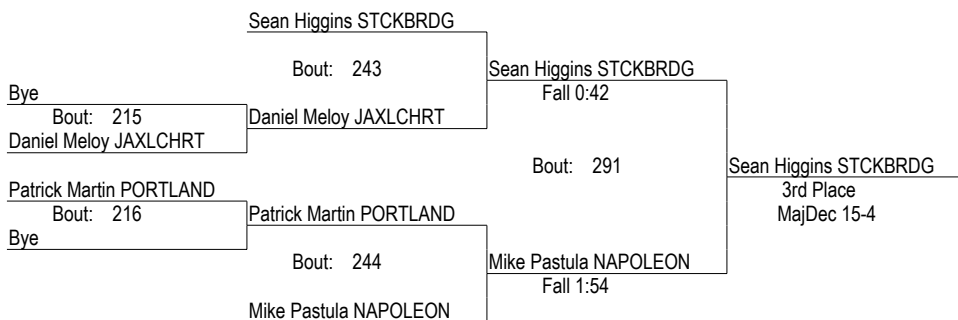 Sean Higgins STCKBRDG
Bout: 243
Sean Higgins STCKBRDG
Fall 0:42
Bye
Bout: 215
Daniel Meloy JAXLCHRT
Daniel Meloy JAXLCHRT
Bout: 291
Sean Higgins STCKBRDG
3rd Place
MajDec 15-4
Patrick Martin PORTLAND
Bout: 216
Patrick Martin PORTLAND
Bye
Bout: 244
Mike Pastula NAPOLEON
Fall 1:54
Mike Pastula NAPOLEON